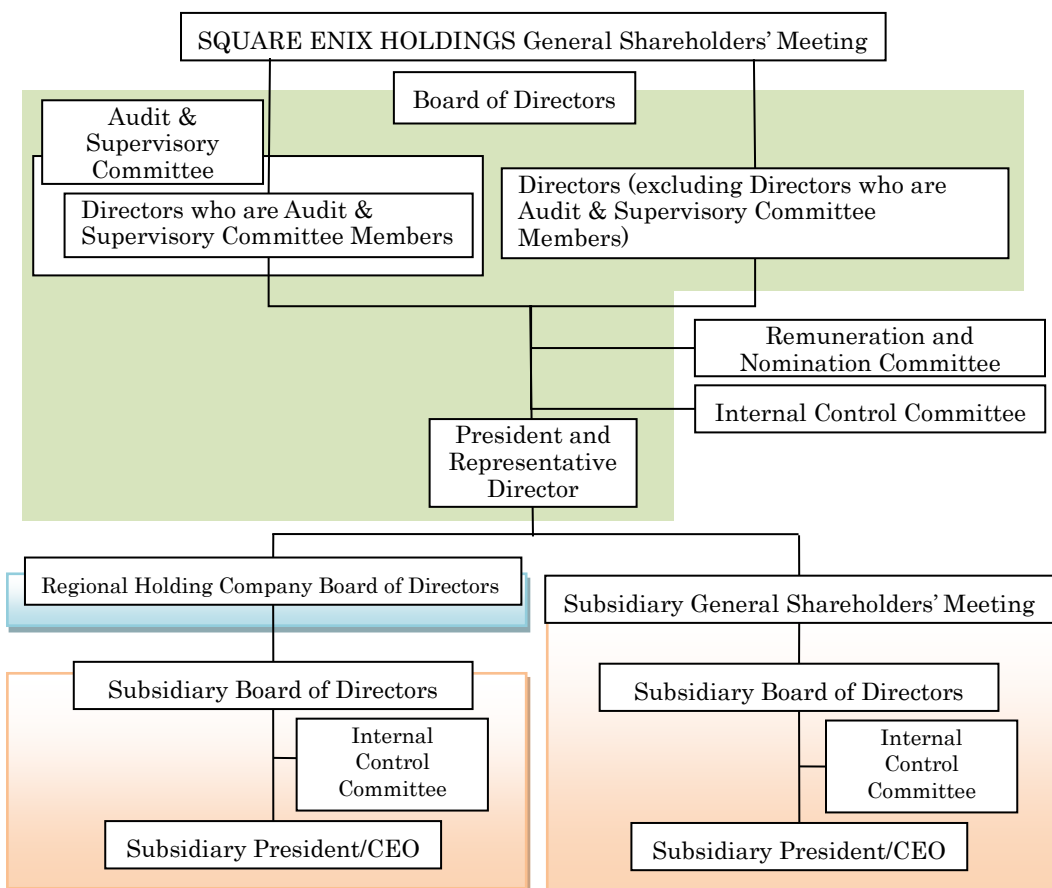 SQUARE ENIX HOLDINGS General Shareholders’ Meeting
Board of Directors
Audit &
Supervisory
Committee
Directors who are Audit &
Supervisory Committee Members
Directors (excluding Directors who are
Audit & Supervisory Committee
Members)
Remuneration and
Nomination Committee
Internal Control Committee
President and
Representative
Director
Regional Holding Company Board of Directors
Subsidiary General Shareholders’ Meeting
Subsidiary Board of Directors
Subsidiary Board of Directors
Internal
Control
Committee
Internal
Control
Committee
Subsidiary President/CEO
Subsidiary President/CEO